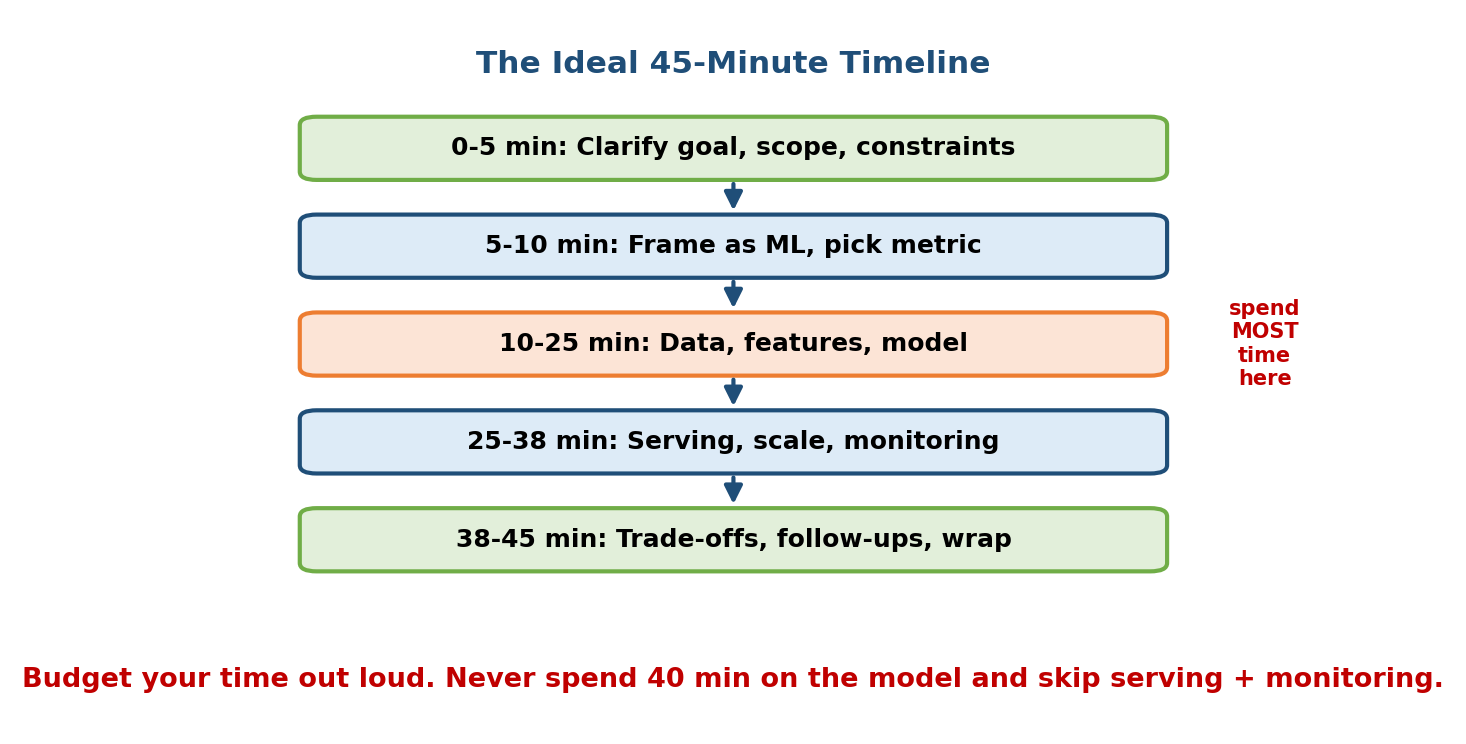 The Ideal 45-Minute Timeline
0-5 min: Clarify goal, scope, constraints
5-10 min: Frame as ML, pick metric
10-25 min: Data, features, model
spend
MOST
time
here
25-38 min: Serving, scale, monitoring
38-45 min: Trade-offs, follow-ups, wrap
Budget your time out loud. Never spend 40 min on the model and skip serving + monitoring.